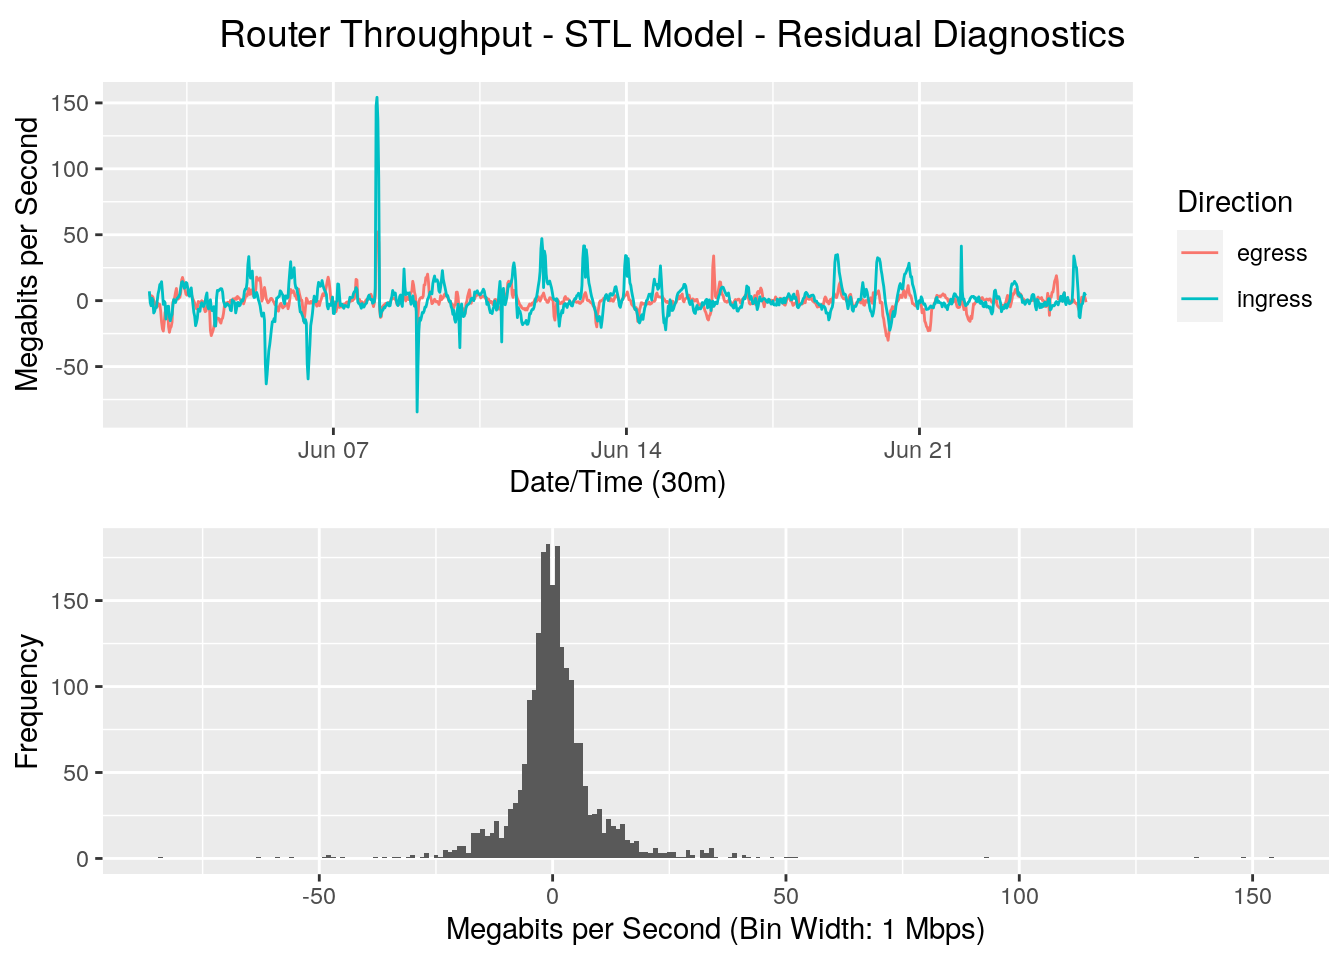 Router Throughput - STL Model - Residual Diagnostics
Megabits per Second
150
100
50
0
-50
Jun 07
Jun 14
Jun 21
Date/Time (30m)
Direction
egress
ingress
Frequency
150
100
50
0
-50
0
50
100
150
Megabits per Second (Bin Width: 1 Mbps)